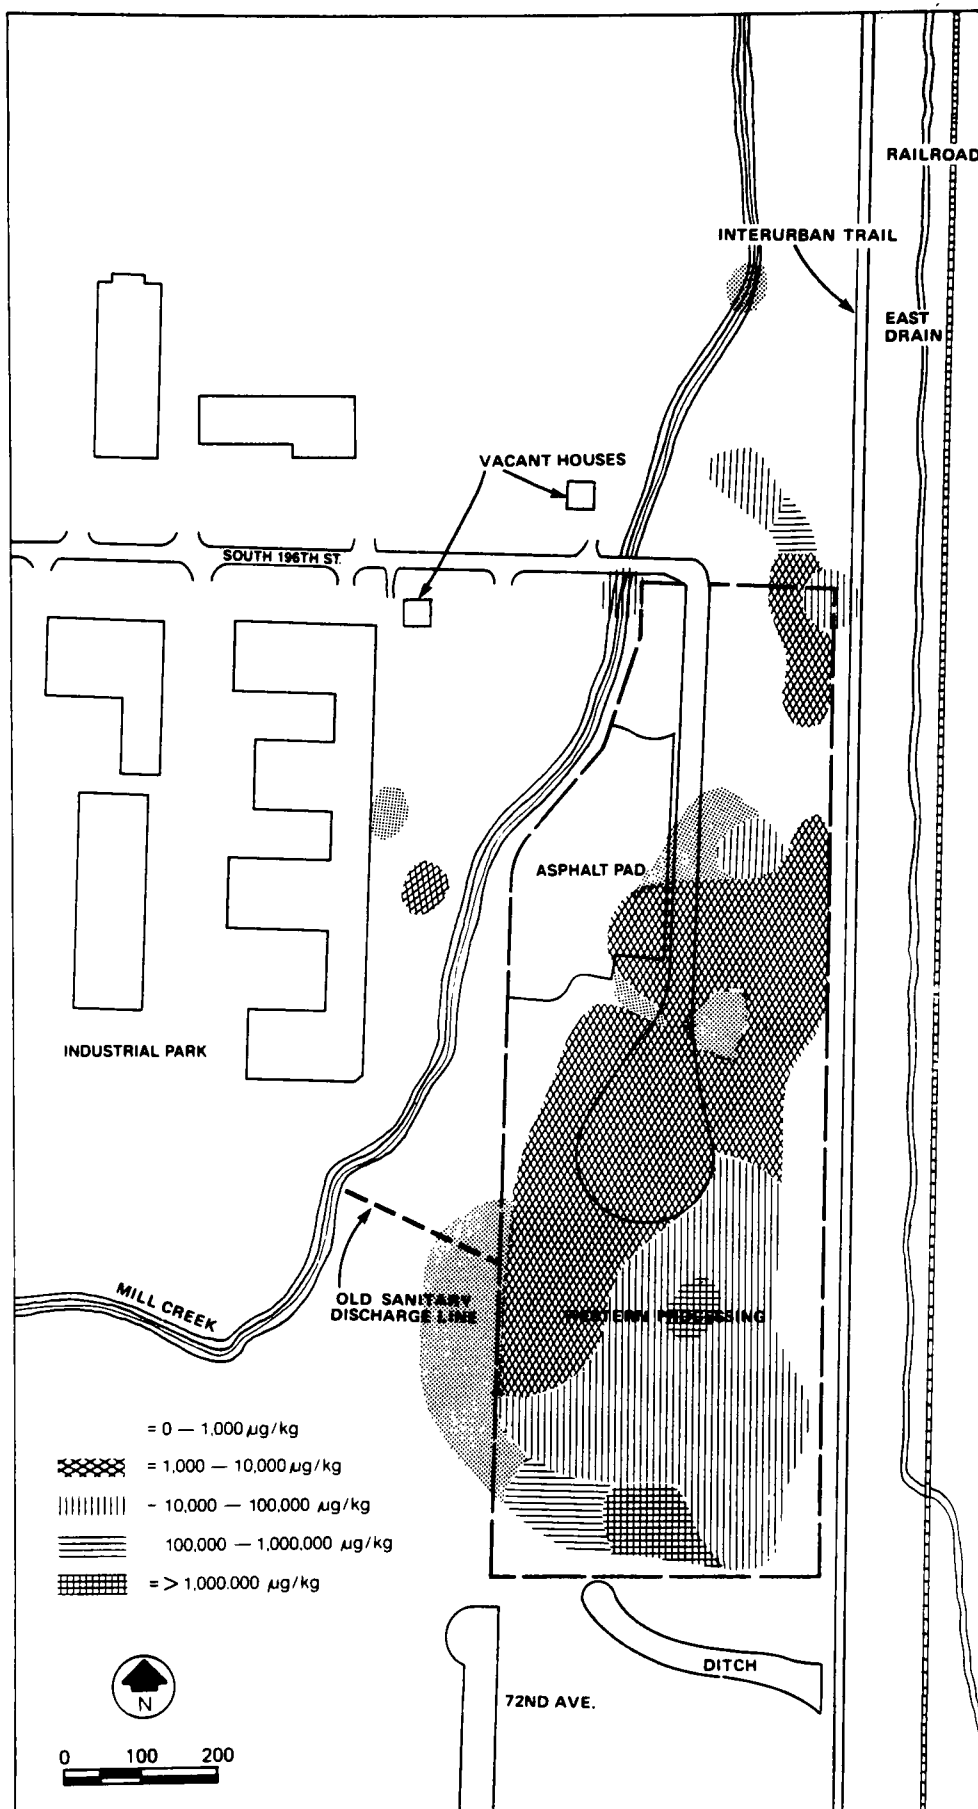 RAILROAD
INTERURBAN TRAIL
EAST
DRAIN
VACANT HOUSES
SOUTH 196TH ST.
ASPHALT PAD
INDUSTRIAL PARK
MILL CREEK
OLD SANITARY
DISCHARGE LINE
WESTERN PROCESSING
= 0 — 1,000 µg/kg
= 1,000 — 10,000 µg/kg
- 10,000 — 100,000 µg/kg
100,000 — 1,000,000 µg/kg
= > 1,000.000 µg/kg
DITCH
N
72ND AVE.
0 100 200